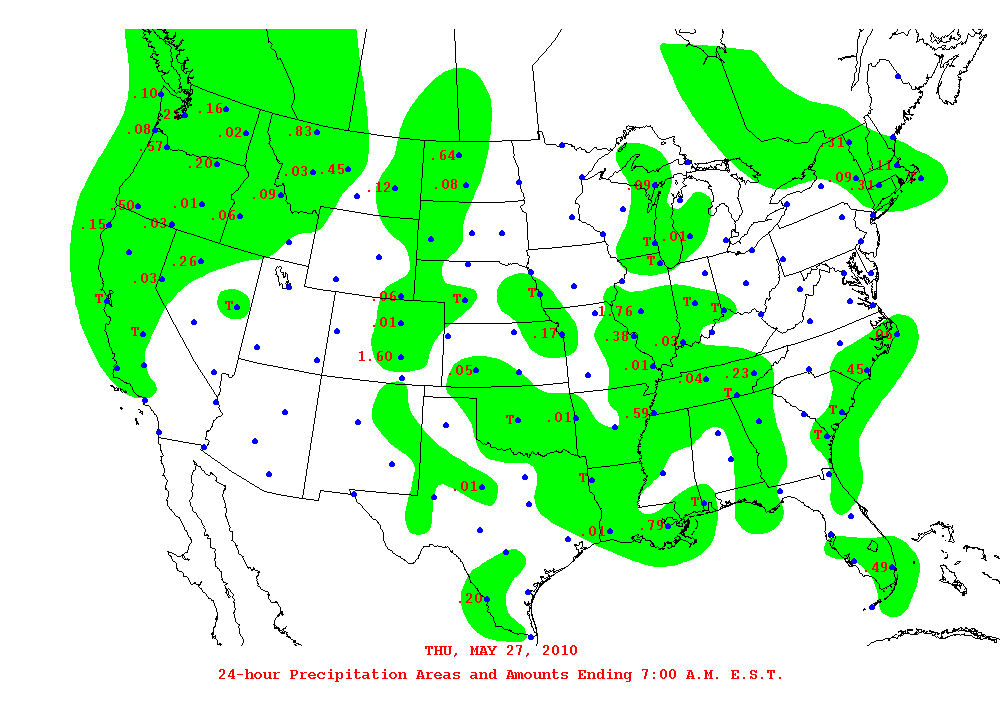 .10
.16
.08
.02
.83
.31
.57
.64
.20
.03 .45
.11
T
.09
.08
.09 .31
.12
.09
.01
.06
.15
.03
.01
T
.26
T
.03
T
.06
T
T
T
T
T
1.76
.01
T
.17
.38
.03
1.60
.01
.05
.23
.45
.04
T
.59
T
.01
T
T
.01
T
T
.01
.79
.49
.20
THU, MAY 27, 2010
24-hour Precipitation Areas and Amounts Ending 7:00 A.M. E.S.T.